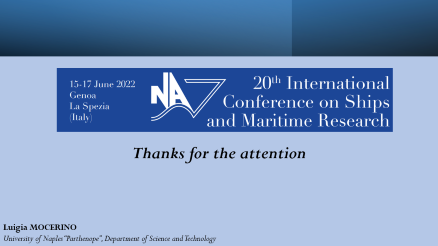 15-17 June 2022
Genoa
La Spezia
(Italy)
NAV
20th International
Conference on Ships
and Maritime Research
Thanks for the attention
Luigia MOCERINO
University of Naples "Parthenope", Department of Science and Technology